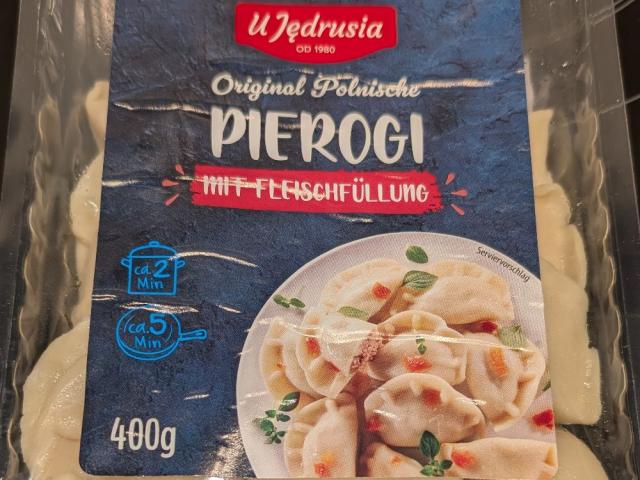 U Jędrusia
OD 1980
Original Polnische
PIEROGI
MIT FLEISCHFÜLLUNG
Serviervorschlag
ca. 2
Min
ca. 5
Min
400g